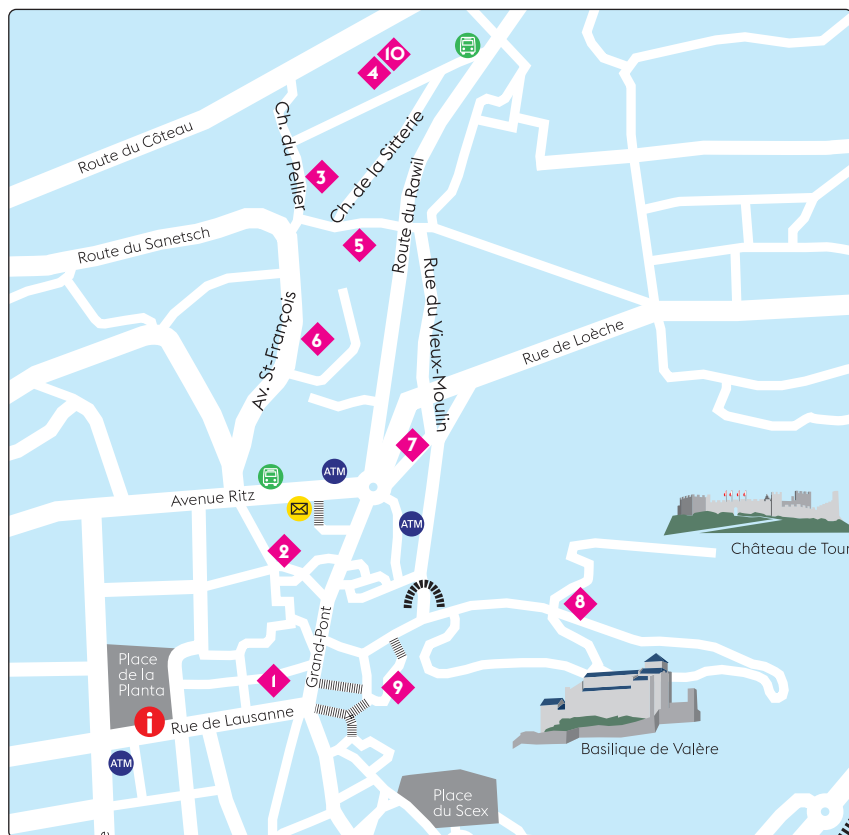 10
4
Route du Côteau
Ch. du Pellier
Ch. de la Sitterie
3
Route du Rawil
Route du Sanetsch
5
Rue du Vieux-Moulin
Av. St-François
6
Rue de Loèche
7
ATM
Avenue Ritz
ATM
2
Château de Tour
8
Grand-Pont
Place
de la
Planta
1
9
i
Rue de Lausanne
Basilique de Valère
ATM
Place
du Scex
e